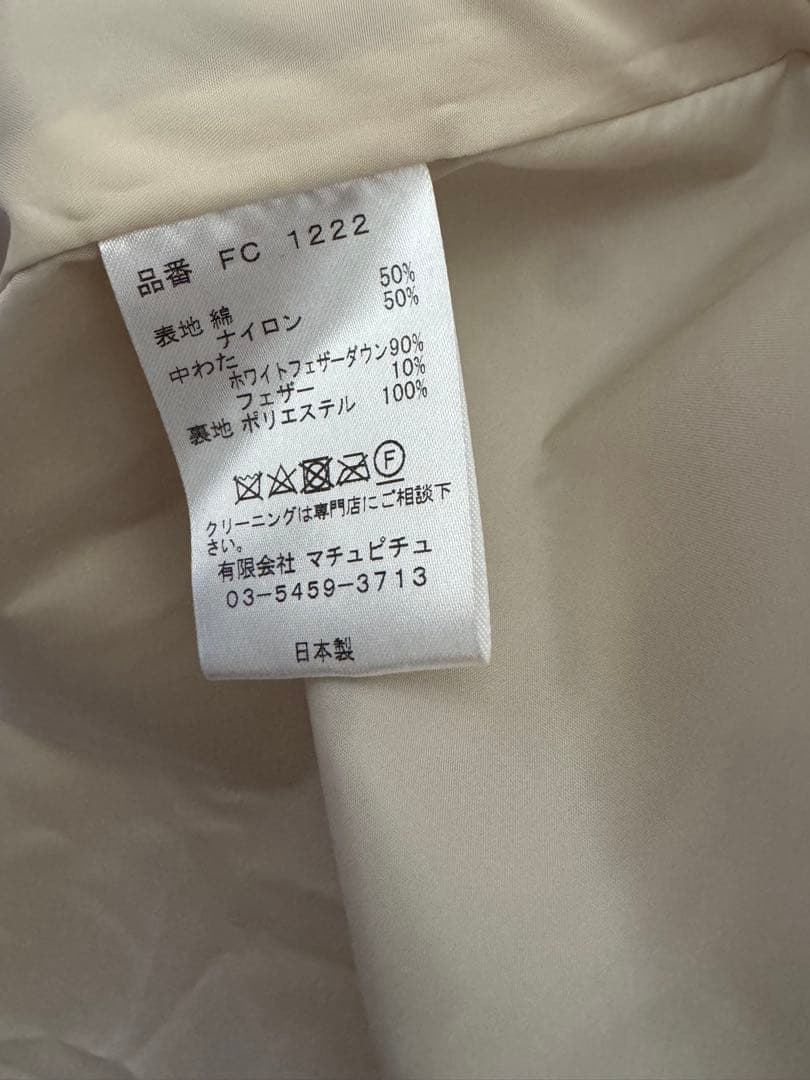 品番 FC 1222
表地 綿 50%
ナイロン 50%
中わた
ホワイトフェザーダウン90%
フェザー 10%
裏地 ポリエステル 100%
F
クリーニングは専門店にご相談下
さい。
有限会社 マチュピチュ
03-5459-3713
日本製